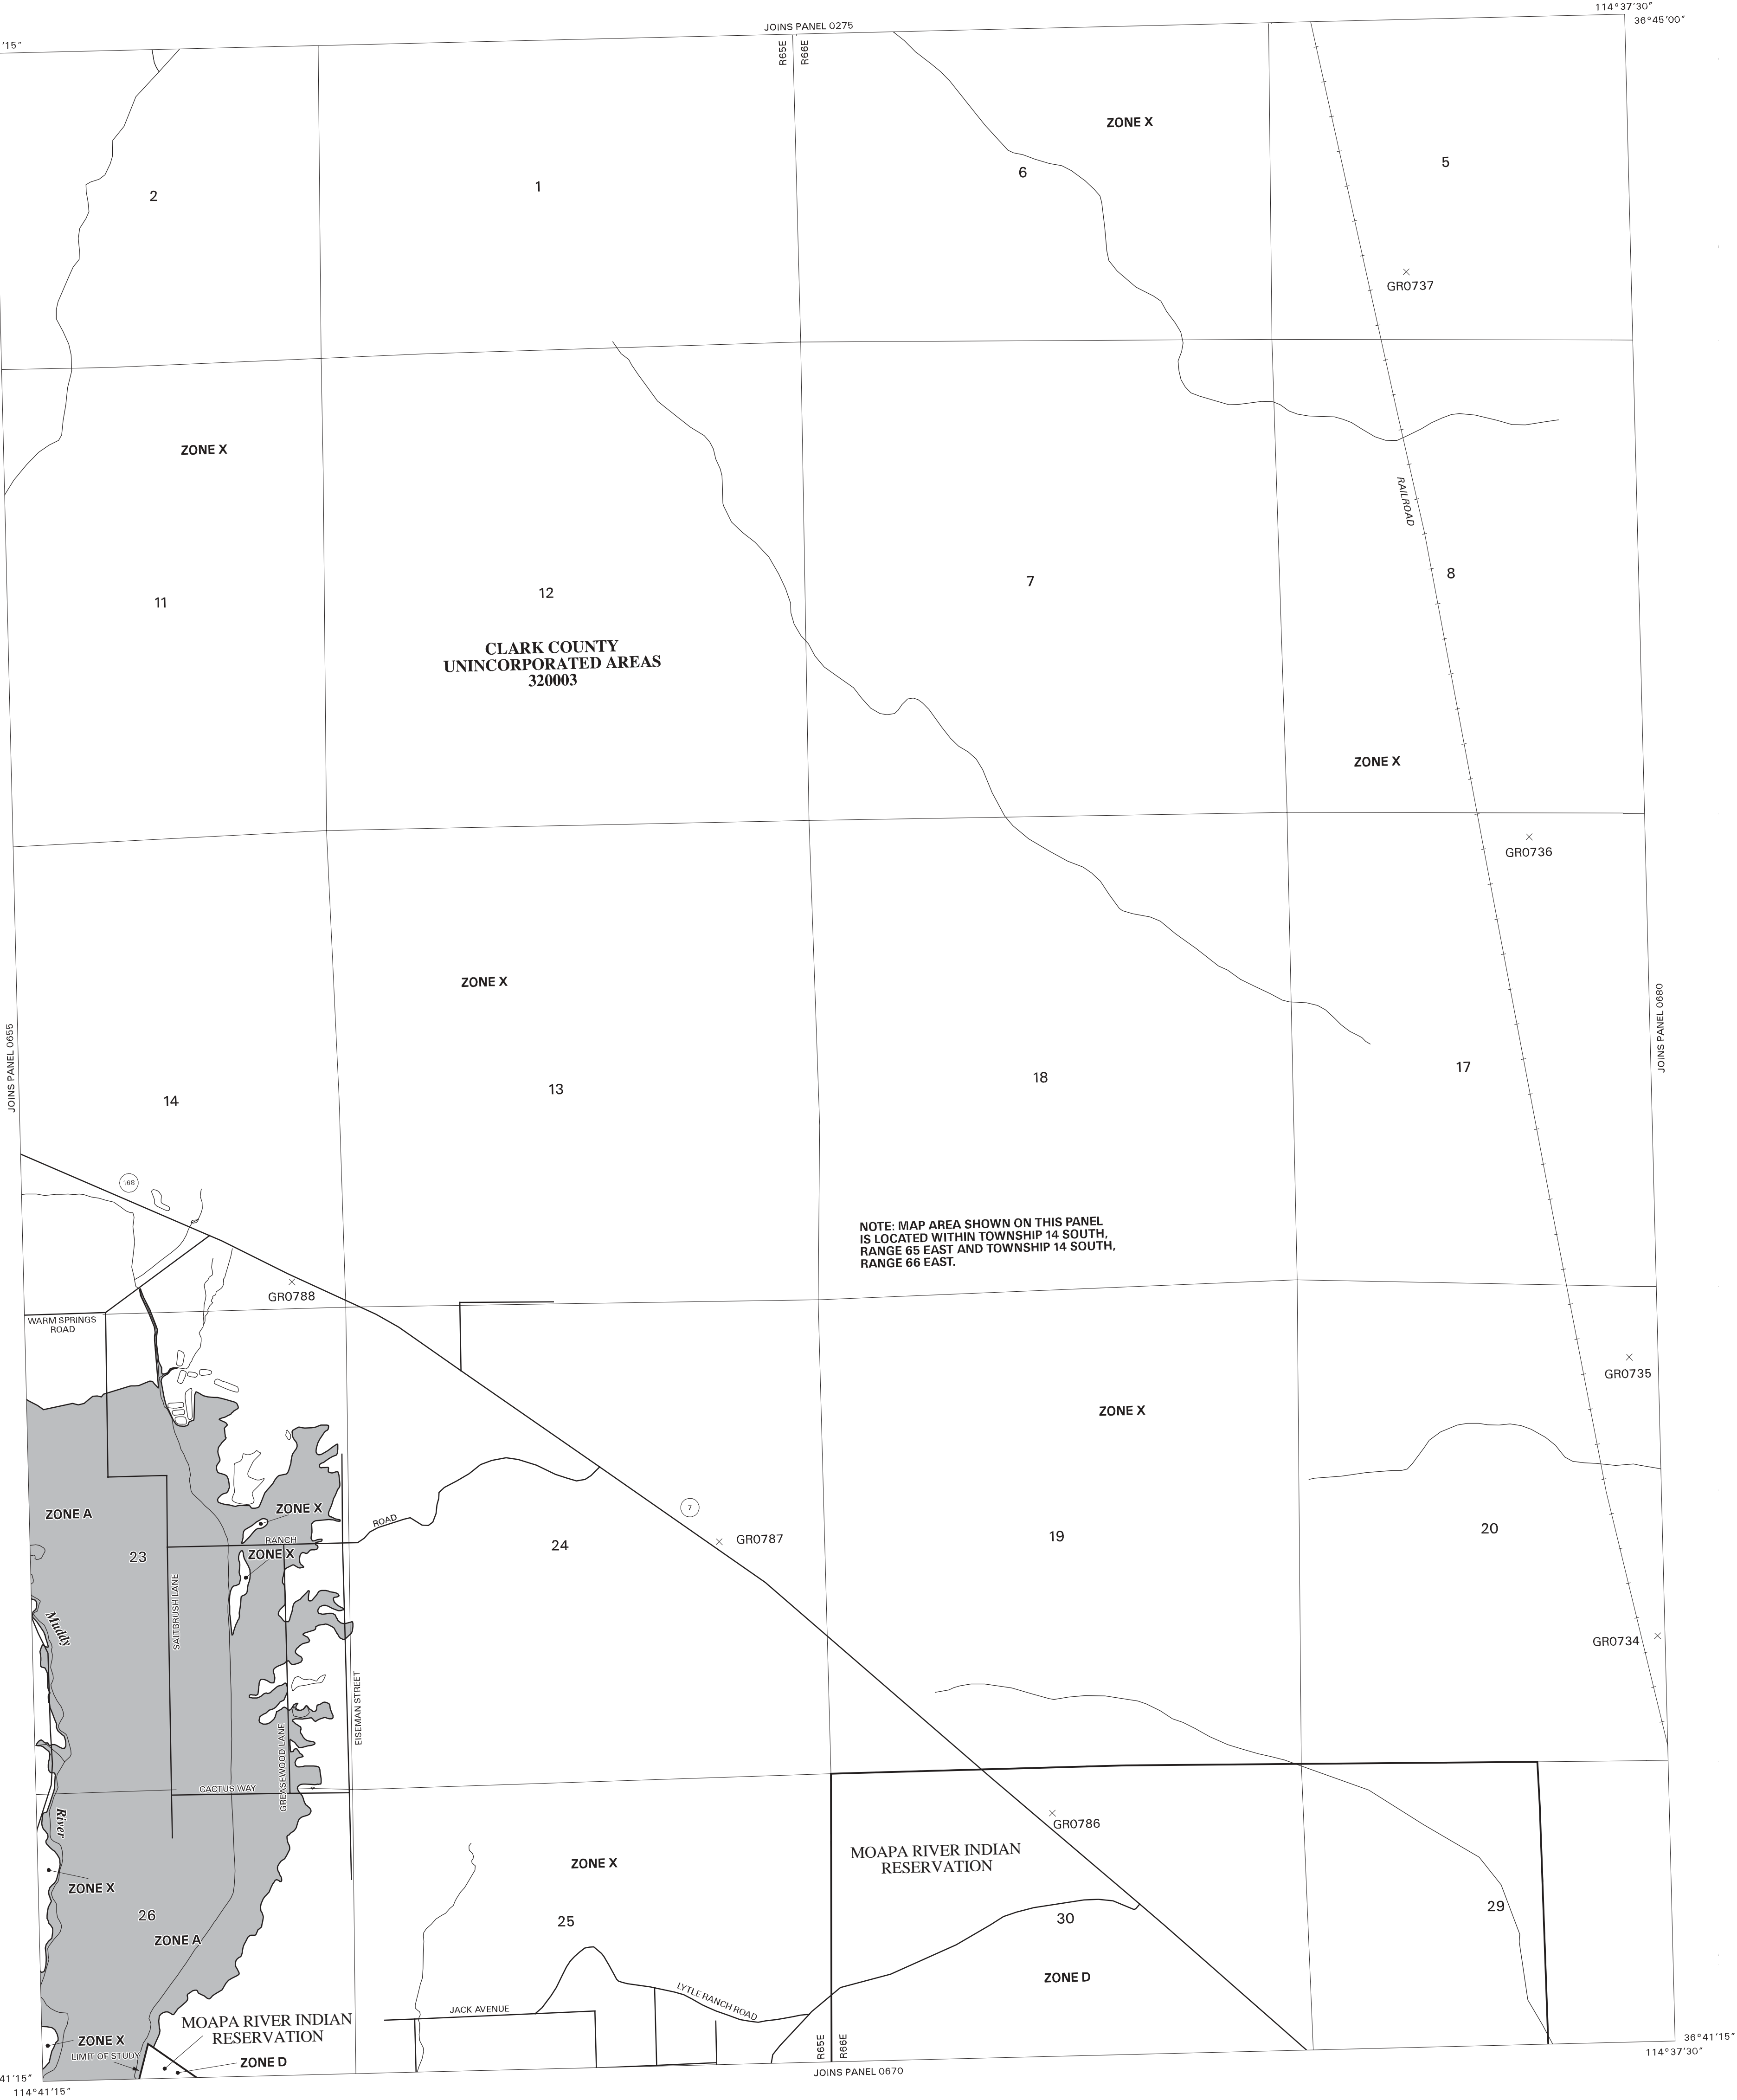 JOINS PANEL 0275
114°37'30"
36°45'00"
'15"
R65E
R66E
ZONE X
5
6
2
1
GR0737
ZONE X
RAILROAD
11
12
7
8
CLARK COUNTY
UNINCORPORATED AREAS
320003
ZONE X
GR0736
ZONE X
JOINS PANEL 0655
JOINS PANEL 0680
14
13
18
17
168
NOTE: MAP AREA SHOWN ON THIS PANEL
IS LOCATED WITHIN TOWNSHIP 14 SOUTH,
RANGE 65 EAST AND TOWNSHIP 14 SOUTH,
RANGE 66 EAST.
GR0788
WARM SPRINGS
ROAD
GR0735
ZONE X
ZONE A
ZONE X
7
ROAD
RANCH
GR0787
19
20
24
23
ZONE X
SALTBRUSH LANE
Muddy
GR0734
EISEMAN STREET
GREASEWOOD LANE
CACTUS WAY
River
GR0786
MOAPA RIVER INDIAN
RESERVATION
ZONE X
ZONE X
29
26
25
30
ZONE A
ZONE D
LYTLE RANCH ROAD
JACK AVENUE
MOAPA RIVER INDIAN
RESERVATION
ZONE X
LIMIT OF STUDY
ZONE D
R65E
R66E
36°41'15"
114°37'30"
JOINS PANEL 0670
41'15"
114°41'15"